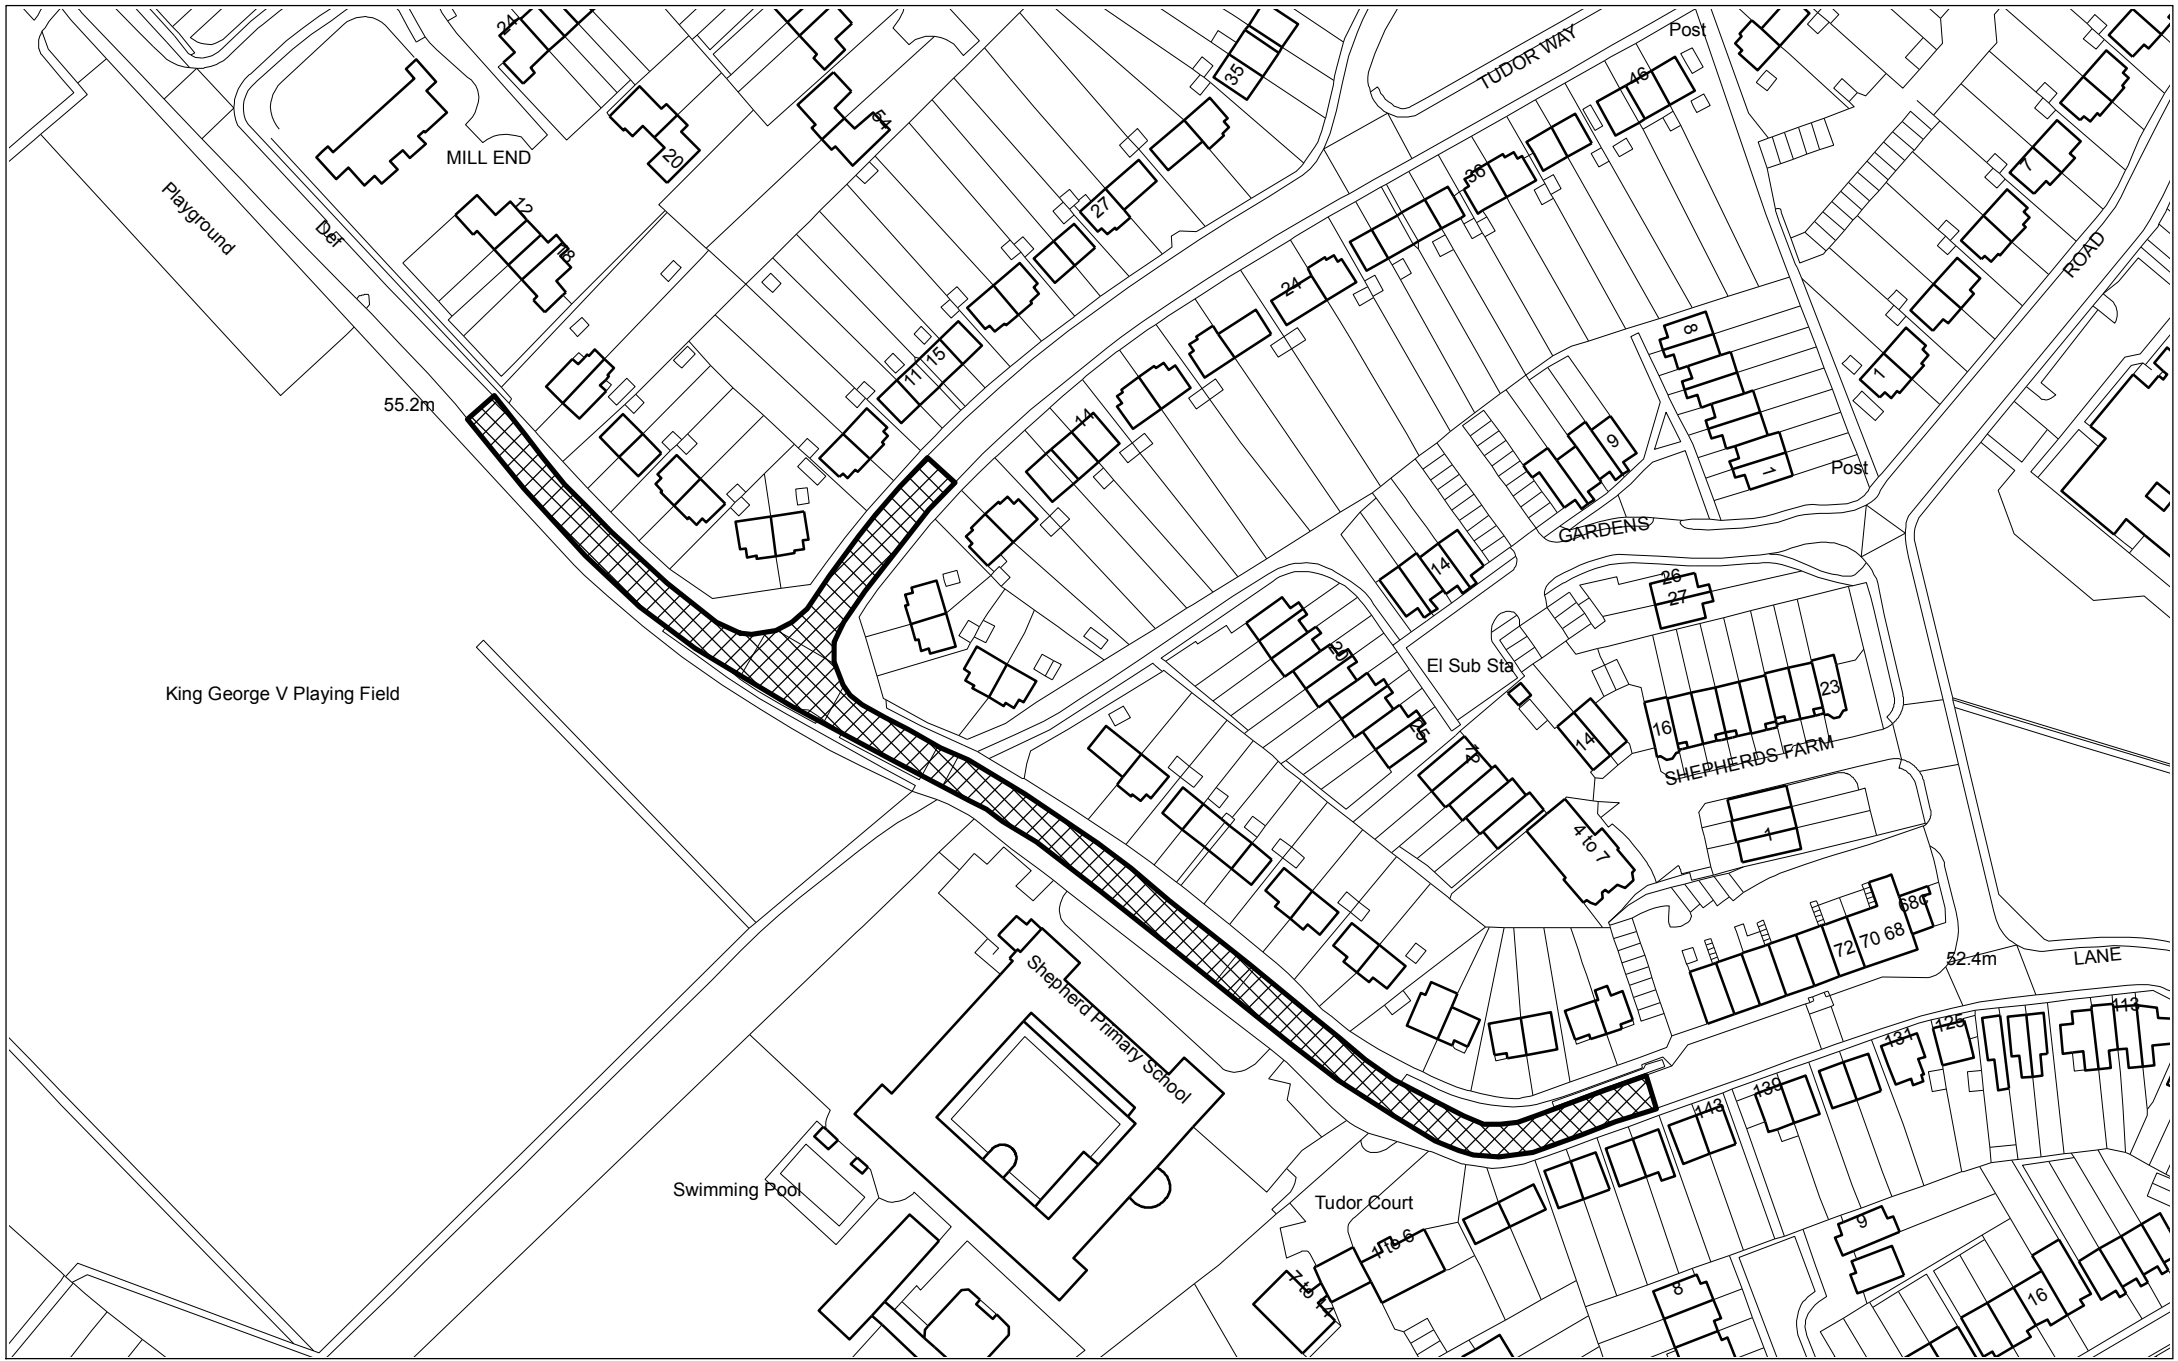 24
35
TUDOR WAY
Post
46
54
MILL END
20
7
36
Playground
12
27
Def
18
ROAD
24
8
15
11
1
55.2m
14
9
1
Post
GARDENS
14
26
27
20
El Sub Sta
King George V Playing Field
23
16
25
14
12
SHEPHERDS FARM
1
4 to 7
68c
72 70 68
52.4m
LANE
Shepherd Primary School
113
125
131
139
143
Swimming Pool
Tudor Court
9
1 to 6
7 to 14
8
16